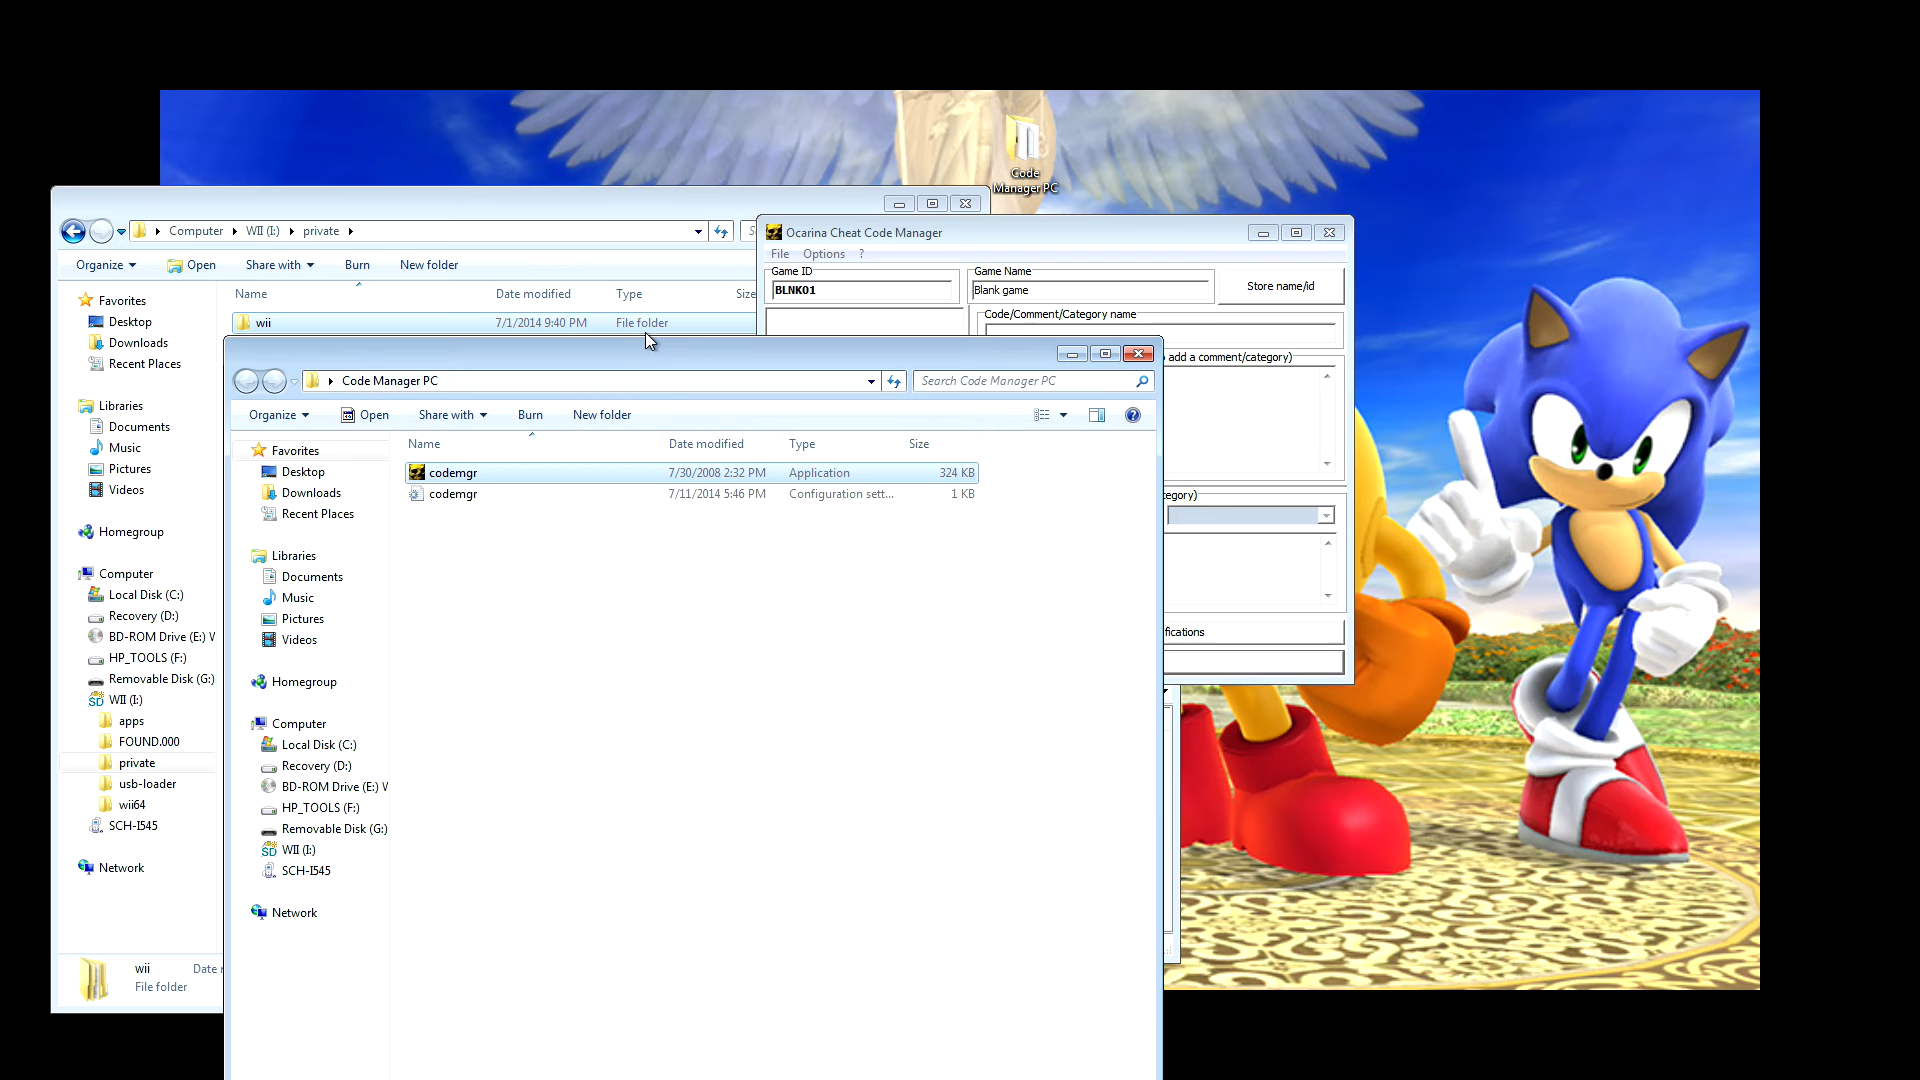 Code
Manager PC
Computer
WII (I:)
private
Organize
Open
Share with
Burn
New folder
Name
Date modified
Type
wii
7/1/2014 9:40 PM
File folder
Favorites
Desktop
Downloads
Recent Places
Libraries
Documents
Music
Pictures
Videos
Homegroup
Computer
Local Disk (C:)
Recovery (D:)
BD-ROM Drive (E:)
HP_TOOLS (F:)
Removable Disk (G:)
WII (I:)
apps
FOUND.000
private
usb-loader
wii64
SCH-I545
Network
wii
Date
File folder
Ocarina Cheat Code Manager
File Options ?
Game ID
BLNK01
Game Name
Blank game
Store name/id
Code/Comment/Category name
add a comment/category)
Code Manager PC
Search Code Manager PC
Organize
Open
Share with
Burn
New folder
Name
Date modified
Type
Size
codemgr
7/30/2008 2:32 PM
Application
324 KB
codemgr
7/11/2014 5:46 PM
Configuration sett...
1 KB
Favorites
Desktop
Downloads
Recent Places
Libraries
Documents
Music
Pictures
Videos
Homegroup
Computer
Local Disk (C:)
Recovery (D:)
BD-ROM Drive (E:)
HP_TOOLS (F:)
Removable Disk (G:)
WII (I:)
SCH-I545
Network